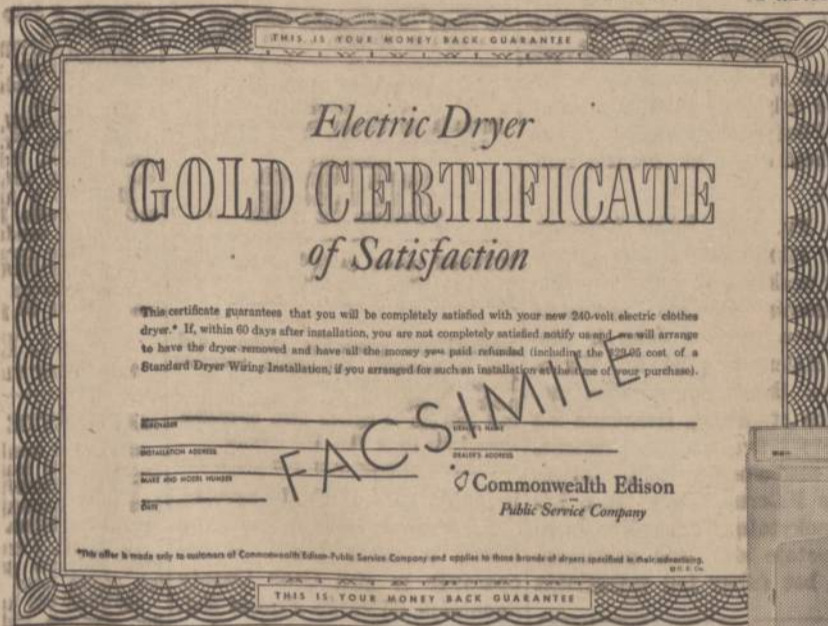 THIS IS YOUR MONEY BACK GUARANTEE
Electric Dryer
GOLD CERTIFICATE
of Satisfaction
This certificate guarantees that you will be completely satisfied with your new 240-volt electric clothes
dryer.* If, within 60 days after installation, you are not completely satisfied notify us and we will arrange
to have the dryer removed and have all the money you paid refunded (including the cost of a
Standard Dryer Wiring Installation, if you arranged for such an installation at the time of your purchase).
PURCHASER
DEALER'S NAME
INSTALLATION ADDRESS
DEALER'S ADDRESS
MAKE AND MODEL NUMBER
DATE
FACSIMILE
Commonwealth Edison
Public Service Company
*This offer is made only to customers of Commonwealth Edison-Public Service Company and applies to those brands of dryers specified in their advertising.
THIS IS YOUR MONEY BACK GUARANTEE